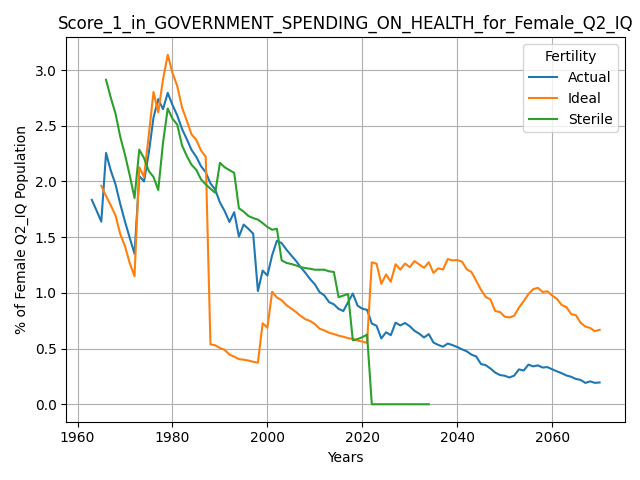 Score_1_in_GOVERNMENT_SPENDING_ON_HEALTH_for_Female_Q2_IQ
Fertility
Actual
Ideal
Sterile
% of Female Q2_IQ Population
3.0
2.5
2.0
1.5
1.0
0.5
0.0
1960
1980
2000
2020
2040
2060
Years